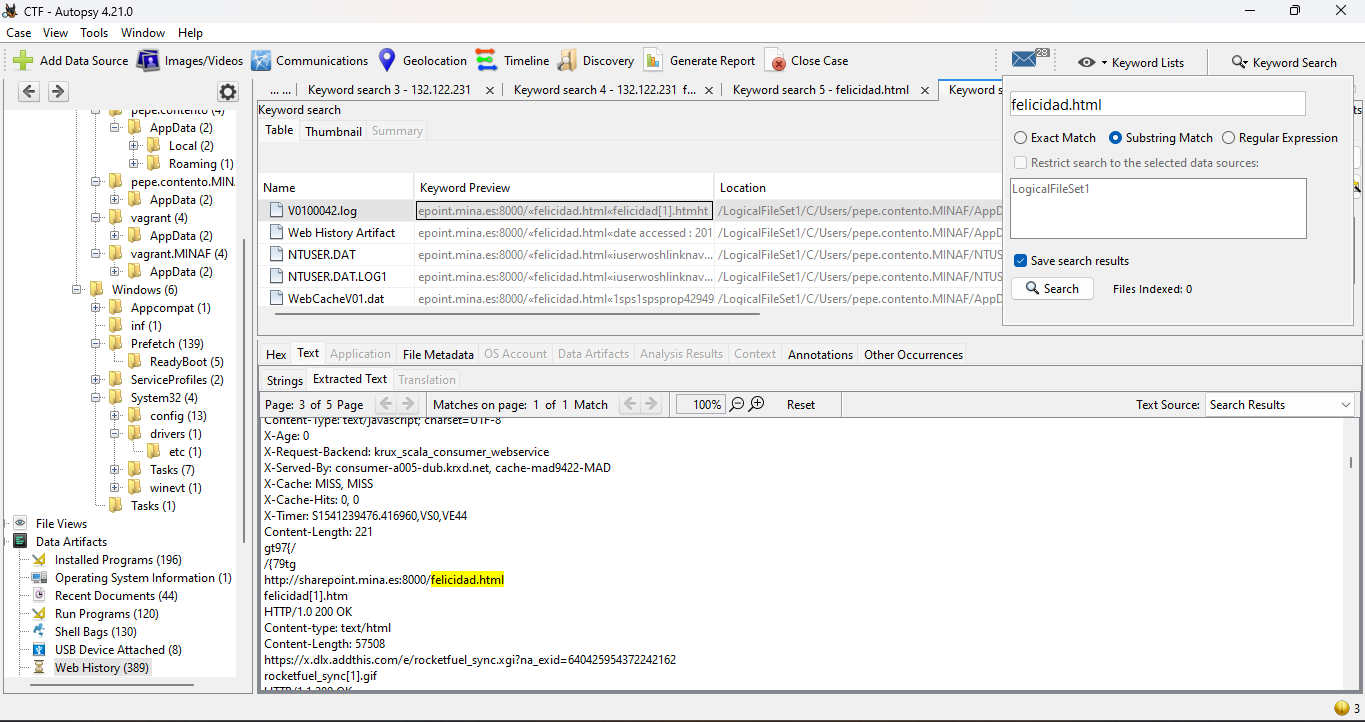 CTF - Autopsy 4.21.0
Case View Tools Window Help
Add Data Source Images/Videos Communications Geolocation Timeline Discovery Generate Report Close Case 28 Keyword Lists Keyword Search
... ... Keyword search 3 - 132.122.231 × Keyword search 4 - 132.122.231 f... × Keyword search 5 - felicidad.html × Keyword s
Keyword search
Table Thumbnail Summary
Name Keyword Preview Location
V0100042.log epoint.mina.es:8000/«felicidad.html«felicidad[1].htmht /LogicalFileSet1/C/Users/pepe.contento.MINAF/AppD
Web History Artifact epoint.mina.es:8000/«felicidad.html«date accessed : 201 /LogicalFileSet1/C/Users/pepe.contento.MINAF/AppD
NTUSER.DAT epoint.mina.es:8000/«felicidad.html«iuserwoshlinknav... /LogicalFileSet1/C/Users/pepe.contento.MINAF/NTUS
NTUSER.DAT.LOG1 epoint.mina.es:8000/«felicidad.html«iuserwoshlinknav... /LogicalFileSet1/C/Users/pepe.contento.MINAF/NTUS
WebCacheV01.dat epoint.mina.es:8000/«felicidad.html«1sps1spsprop42949 /LogicalFileSet1/C/Users/pepe.contento.MINAF/AppD
felicidad.html
Exact Match Substring Match Regular Expression
Restrict search to the selected data sources:
LogicalFileSet1
Save search results
Search Files Indexed: 0
pepe.contento (4)
AppData (2)
Local (2)
Roaming (1)
pepe.contento.MIN
AppData (2)
vagrant (4)
AppData (2)
vagrant.MINAF (4)
AppData (2)
Windows (6)
Appcompat (1)
inf (1)
Prefetch (139)
ReadyBoot (5)
ServiceProfiles (2)
System32 (4)
config (13)
drivers (1)
etc (1)
Tasks (7)
winevt (1)
Tasks (1)
File Views
Data Artifacts
Installed Programs (196)
Operating System Information (1)
Recent Documents (44)
Run Programs (120)
Shell Bags (130)
USB Device Attached (8)
Web History (389)
Hex Text Application File Metadata OS Account Data Artifacts Analysis Results Context Annotations Other Occurrences
Strings Extracted Text Translation
Page: 3 of 5 Page Matches on page: 1 of 1 Match 100% Reset Text Source: Search Results
Content-Type: text/javascript; charset=UTF-8
X-Age: 0
X-Request-Backend: krux_scala_consumer_webservice
X-Served-By: consumer-a005-dub.krxd.net, cache-mad9422-MAD
X-Cache: MISS, MISS
X-Cache-Hits: 0, 0
X-Timer: S1541239476.416960,VS0,VE44
Content-Length: 221
gt97{/
/{79tg
http://sharepoint.mina.es:8000/felicidad.html
felicidad[1].htm
HTTP/1.0 200 OK
Content-type: text/html
Content-Length: 57508
https://x.dlx.addthis.com/e/rocketfuel_sync.xgi?na_exid=640425954372242162
rocketfuel_sync[1].gif
HTTP/1.1 200 OK
3